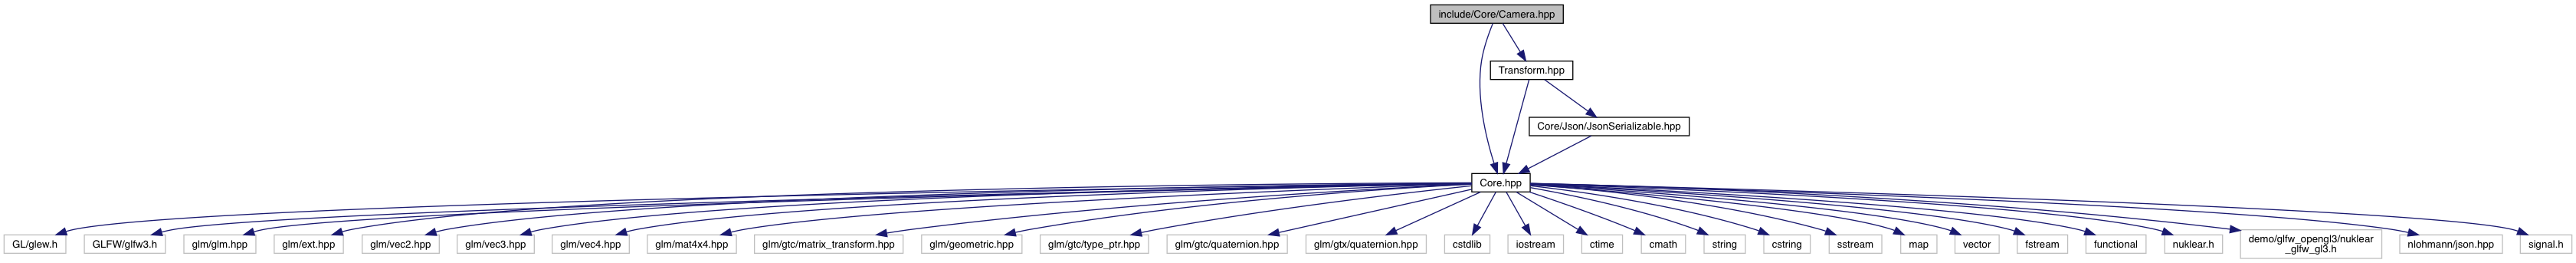 include/Core/Camera.hpp
Transform.hpp
Core/Json/JsonSerializable.hpp
Core.hpp
GL/glew.h
GLFW/glfw3.h
glm/glm.hpp
glm/ext.hpp
glm/vec2.hpp
glm/vec3.hpp
glm/vec4.hpp
glm/mat4x4.hpp
glm/gtc/matrix_transform.hpp
glm/geometric.hpp
glm/gtc/type_ptr.hpp
glm/gtc/quaternion.hpp
glm/gtx/quaternion.hpp
cstdlib
iostream
ctime
cmath
string
cstring
sstream
map
vector
fstream
functional
nuklear.h
demo/glfw_opengl3/nuklear
_glfw_gl3.h
nlohmann/json.hpp
signal.h